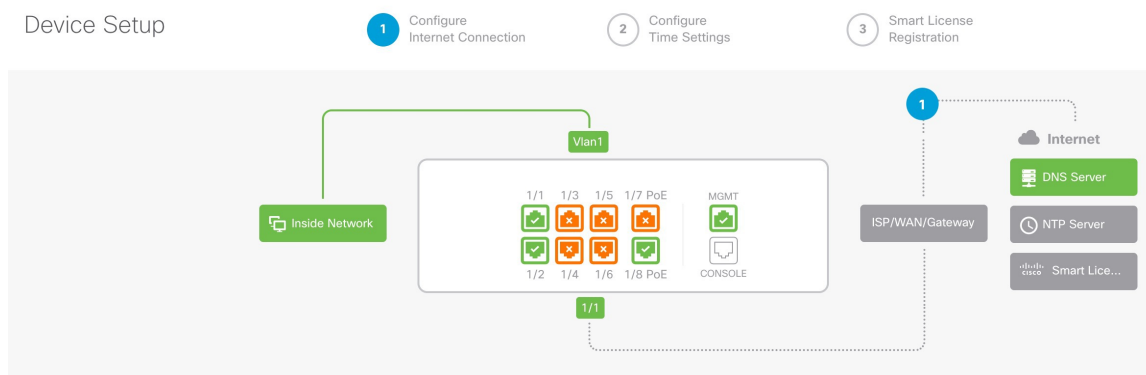 Device Setup
1
Configure
Internet Connection
2
Configure
Time Settings
3
Smart License
Registration
1
Internet
Vlan1
DNS Server
1/1 1/3 1/5 1/7 PoE MGMT
Inside Network
ISP/WAN/Gateway
NTP Server
1/2 1/4 1/6 1/8 PoE CONSOLE
cisco Smart Lice...
1/1